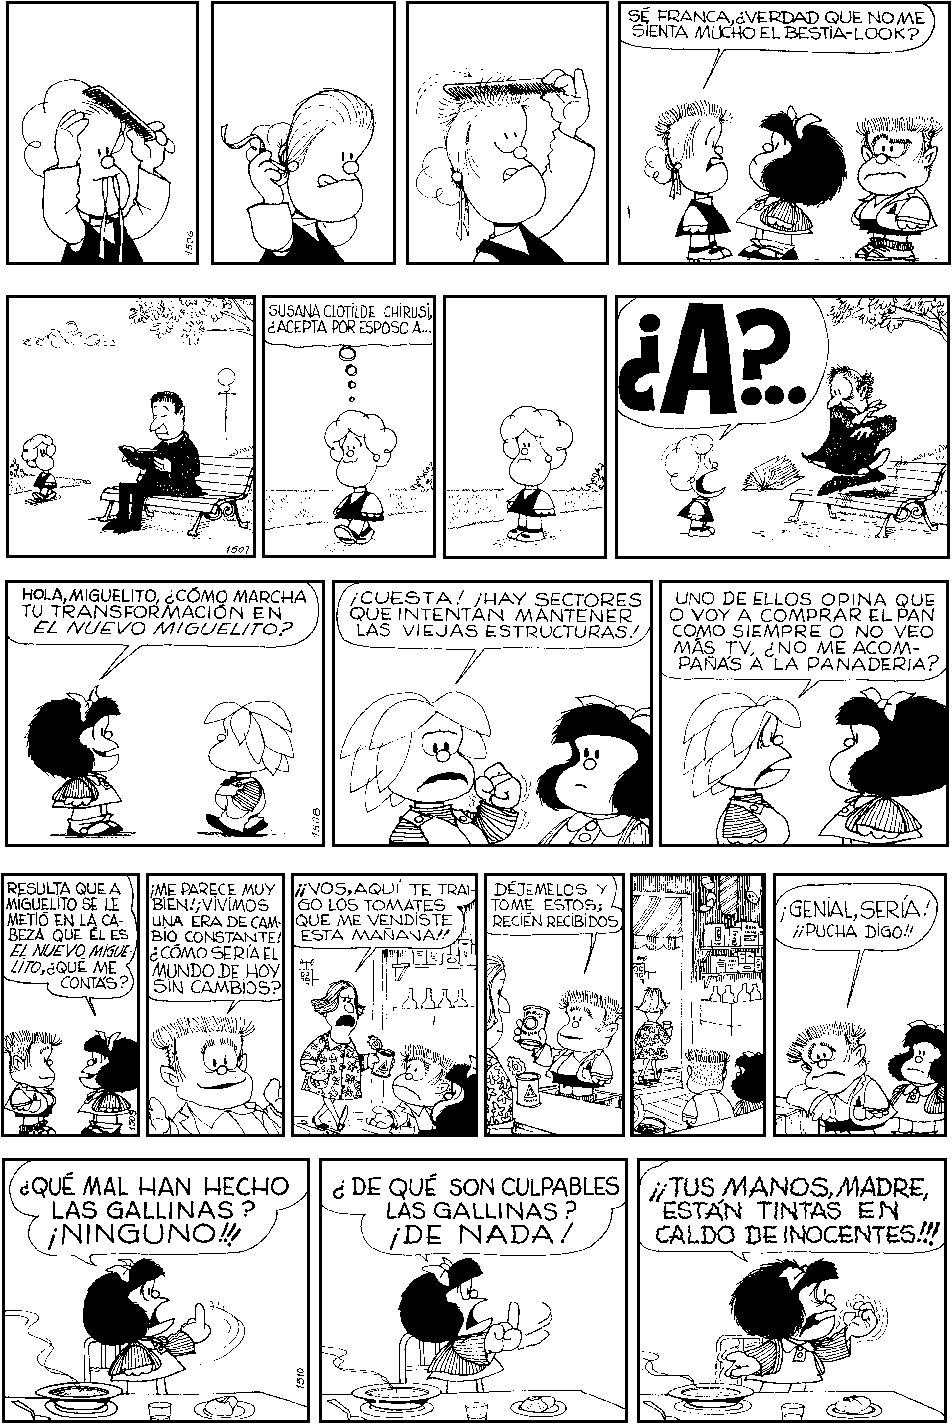 SÉ FRANCA, ¿VERDAD QUE NO ME
SIENTA MUCHO EL BESTIA-LOOK?
1506
SUSANA CLOTILDE CHIRUSI,
¿ACEPTA POR ESPOSO A...
¿A?...
1507
HOLA, MIGUELITO, ¿CÓMO MARCHA
TU TRANSFORMACIÓN EN
EL NUEVO MIGUELITO?
1508
¡CUESTA! ¡HAY SECTORES
QUE INTENTAN MANTENER
LAS VIEJAS ESTRUCTURAS!
UNO DE ELLOS OPINA QUE
O VOY A COMPRAR EL PAN
COMO SIEMPRE O NO VEO
MÁS TV, ¿NO ME ACOM-
PAÑAS A LA PANADERIA?
RESULTA QUE A
MIGUELITO SE LE
METIÓ EN LA CA-
BEZA QUE ÉL ES
EL NUEVO MIGUE-
LITO, ¿QUÉ ME
CONTÁS?
1509
¡ME PARECE MUY
BIEN!; VIVIMOS
UNA ERA DE CAM-
BIO CONSTANTE!
¿CÓMO SERÍA EL
MUNDO DE HOY
SIN CAMBIOS?
¡¡VOS, AQUÍ TE TRAI-
GO LOS TOMATES
QUE ME VENDISTE
ESTA MAÑANA!!
DÉJEMELOS Y
TOME ESTOS;
RECIÉN RECIBIDOS
¡GENIAL, SERÍA!
¡¡PUCHA DIGO!!
¿QUÉ MAL HAN HECHO
LAS GALLINAS?
¡NINGUNO!!!
1510
¿DE QUÉ SON CULPABLES
LAS GALLINAS?
¡DE NADA!
¡¡TUS MANOS, MADRE,
ESTÁN TINTAS EN
CALDO DE INOCENTES!!!